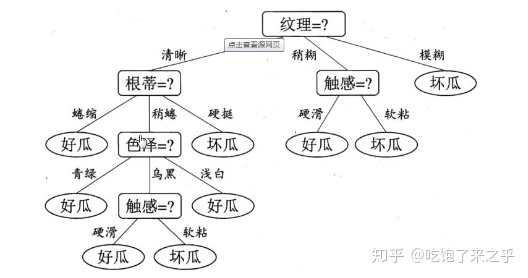 纹理=?
点击查看源网页
清晰 稍糊 模糊
根蒂=? 触感=? 坏瓜
蜷缩 稍蜷 硬挺 硬滑 软粘
好瓜 色泽=? 坏瓜 好瓜 坏瓜
青绿 乌黑 浅白
好瓜 触感=? 好瓜
硬滑 软粘
好瓜 坏瓜
知乎 @吃饱了来之乎